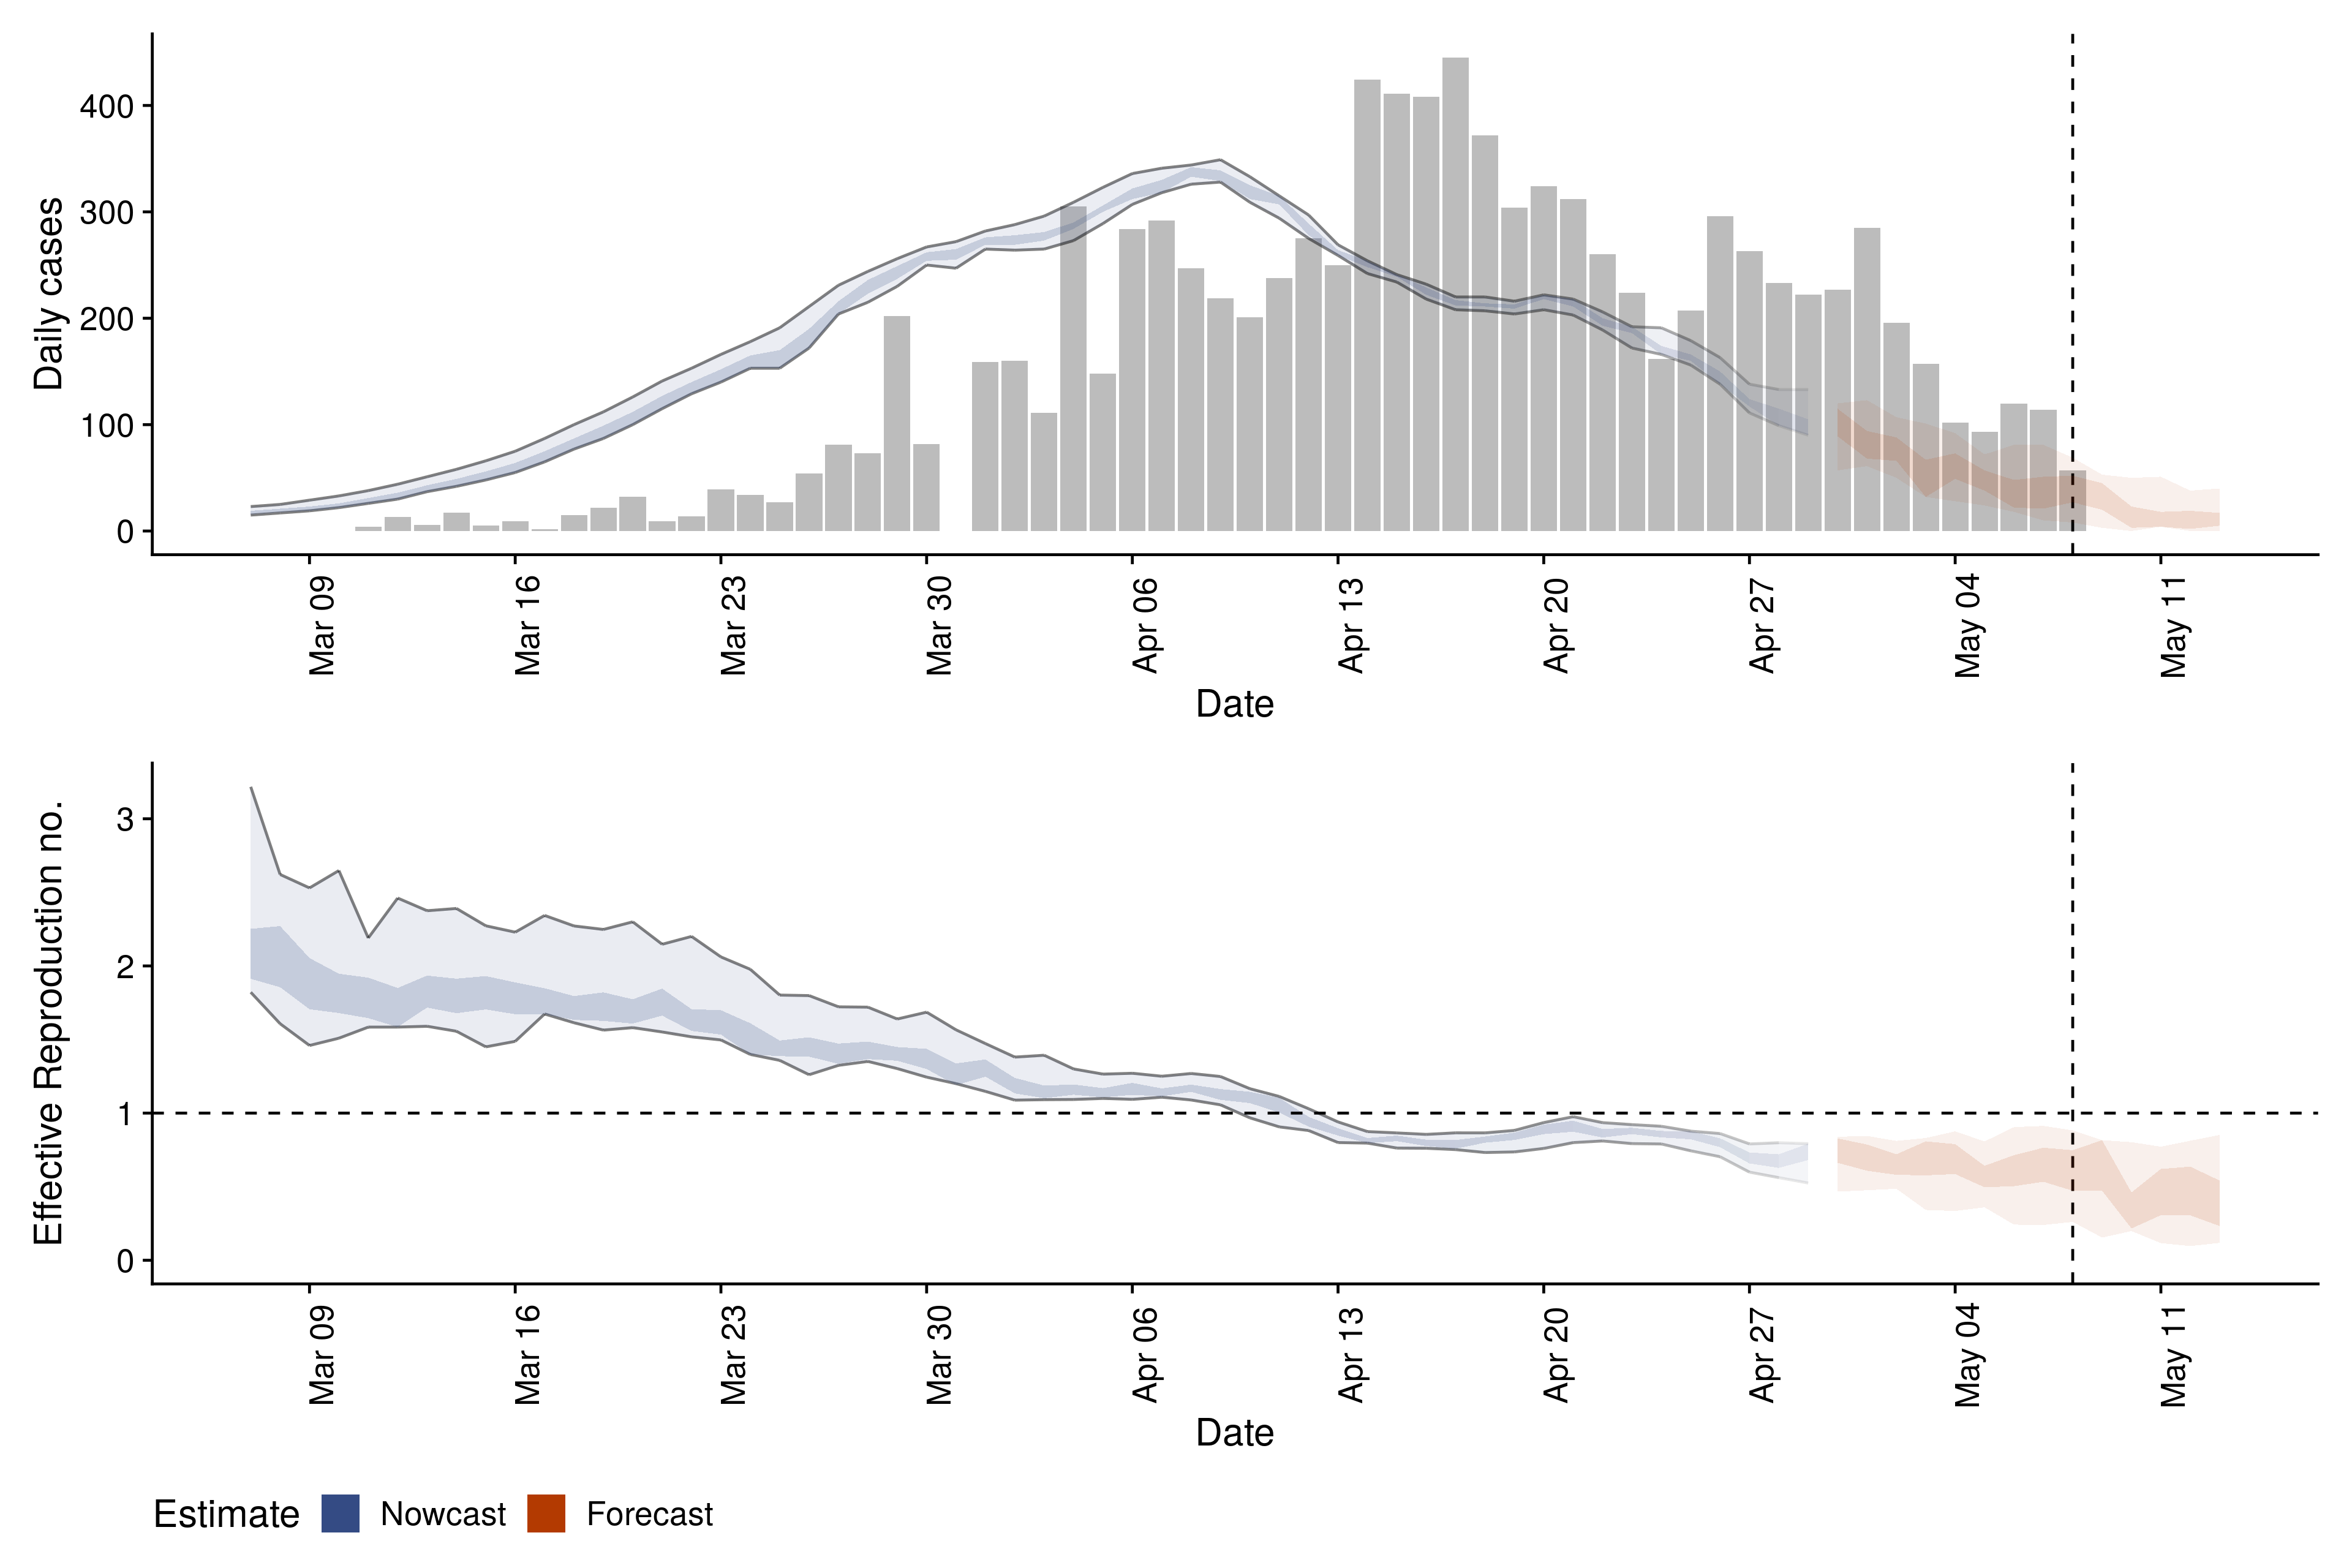 Daily cases
400
300
200
100
0
Mar 09
Mar 16
Mar 23
Mar 30
Apr 06
Apr 13
Apr 20
Apr 27
May 04
May 11
Date
Effective Reproduction no.
3
2
1
0
Mar 09
Mar 16
Mar 23
Mar 30
Apr 06
Apr 13
Apr 20
Apr 27
May 04
May 11
Date
Estimate Nowcast Forecast